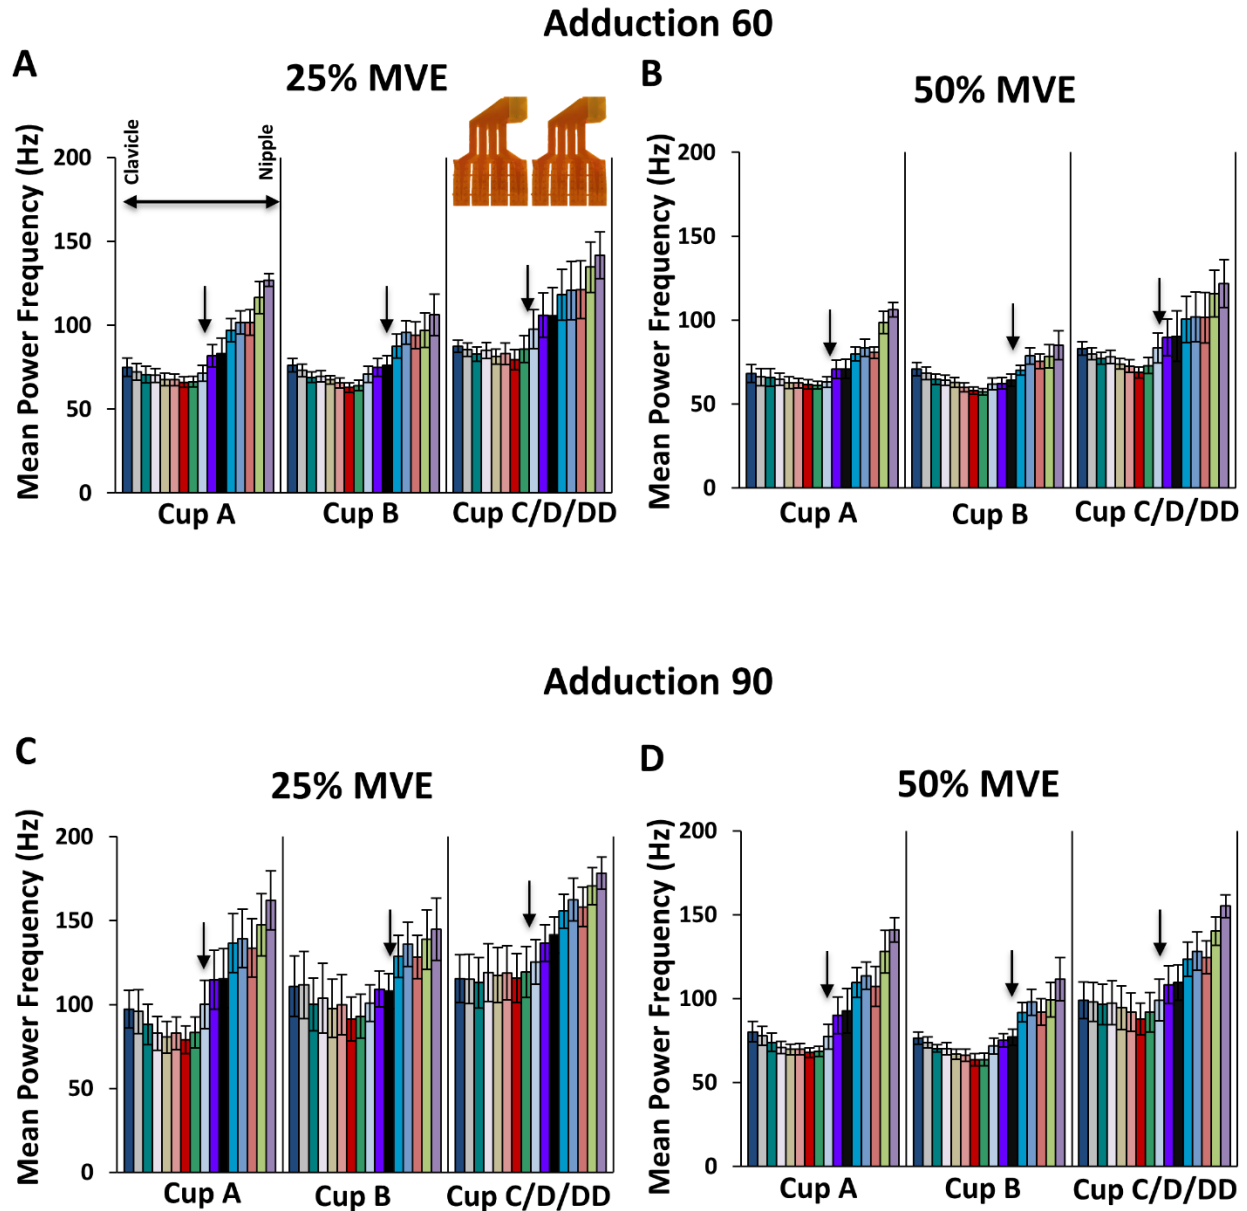 Adduction 60
A
25% MVE
Mean Power Frequency (Hz)
200
150
100
50
0
Clavicle
Nipple
Cup A
Cup B
Cup C/D/DD
B
50% MVE
Mean Power Frequency (Hz)
200
150
100
50
0
Cup A
Cup B
Cup C/D/DD
Adduction 90
C
25% MVE
Mean Power Frequency (Hz)
200
150
100
50
0
Cup A
Cup B
Cup C/D/DD
D
50% MVE
Mean Power Frequency (Hz)
200
150
100
50
0
Cup A
Cup B
Cup C/D/DD